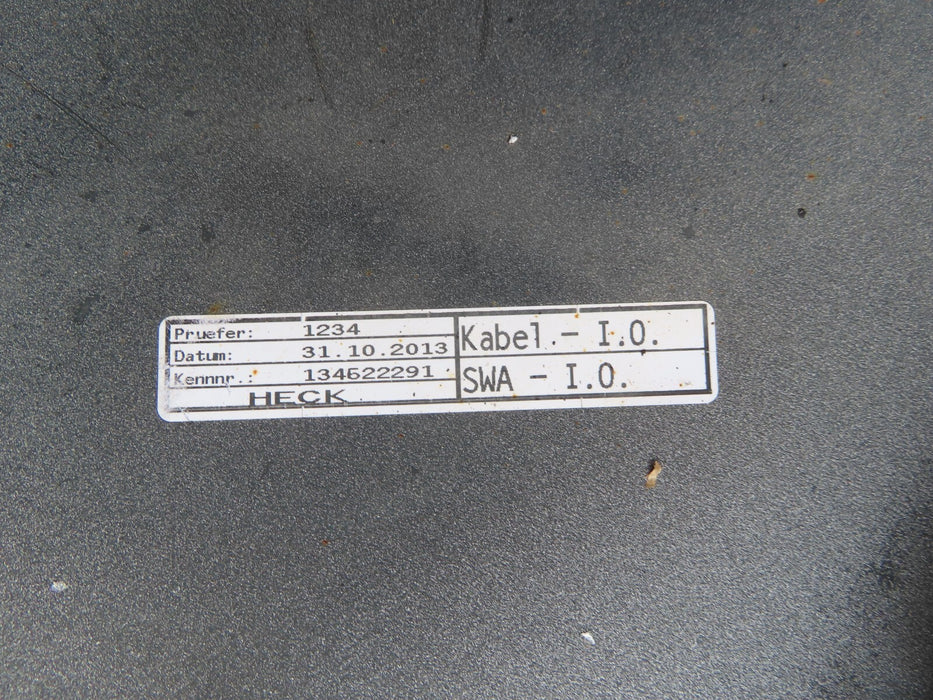 Pruefer: 1234
Datum: 31.10.2013
Kennnr.: 134622291
HECK
Kabel - I.O.
SWA - I.O.